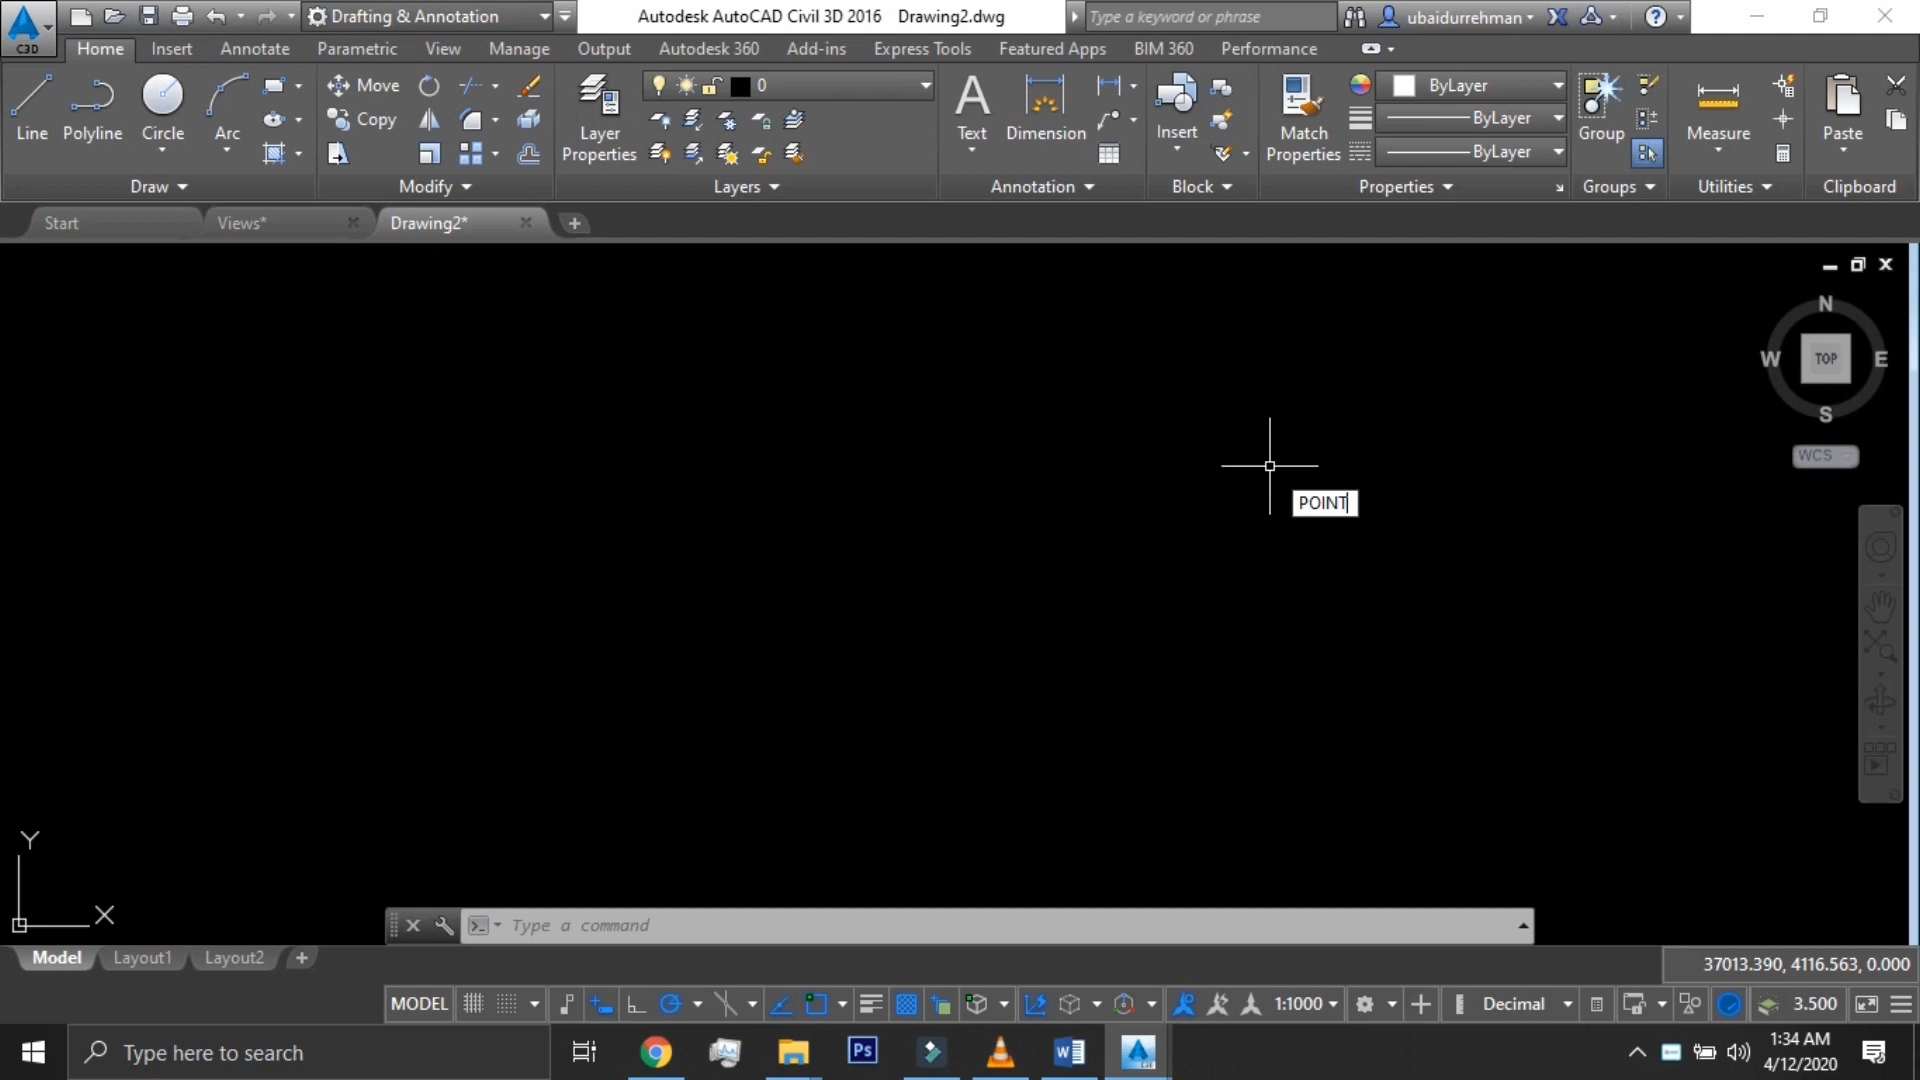 Drafting & Annotation
Autodesk AutoCAD Civil 3D 2016 Drawing2.dwg
Type a keyword or phrase
ubaidurrehman
C3D
Home Insert Annotate Parametric View Manage Output Autodesk 360 Add-ins Express Tools Featured Apps BIM 360 Performance
Line Polyline Circle Arc
Move
Copy
Layer
Properties
0
Text Dimension
Insert
Match
Properties
ByLayer
ByLayer
ByLayer
Group
Measure
Paste
Draw Modify Layers Annotation Block Properties Groups Utilities Clipboard
Start Views* Drawing2*
N
W TOP E
S
WCS
POINT
Y
X
Type a command
Model Layout1 Layout2
37013.390, 4116.563, 0.000
MODEL 1:1000 Decimal 3.500
Type here to search
Ps
W
1:34 AM
4/12/2020